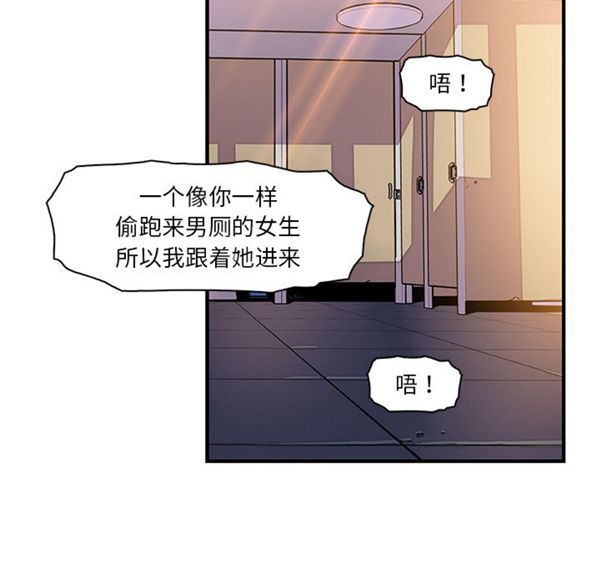 唔！
一个像你一样
偷跑来男厕的女生
所以我跟着她进来
唔！